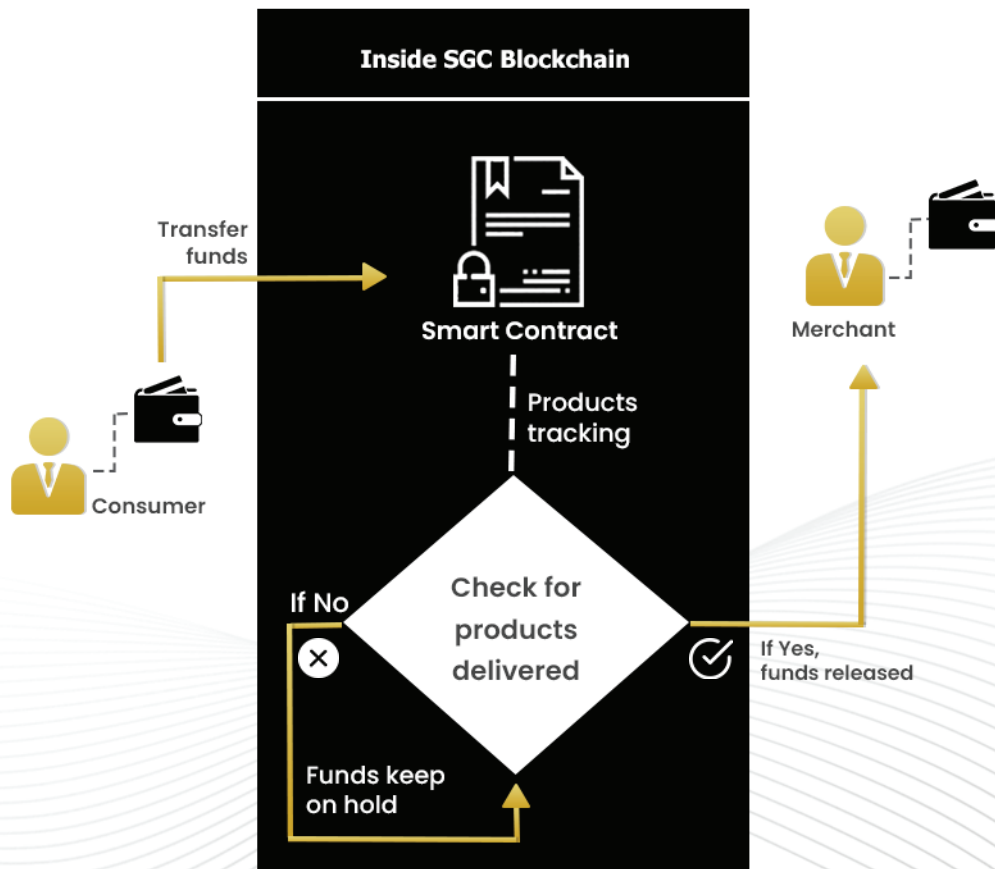 Inside SGC Blockchain
Transfer
funds
Smart Contract
Merchant
Products
tracking
Consumer
Check for
products
delivered
If No
If Yes,
funds released
Funds keep
on hold